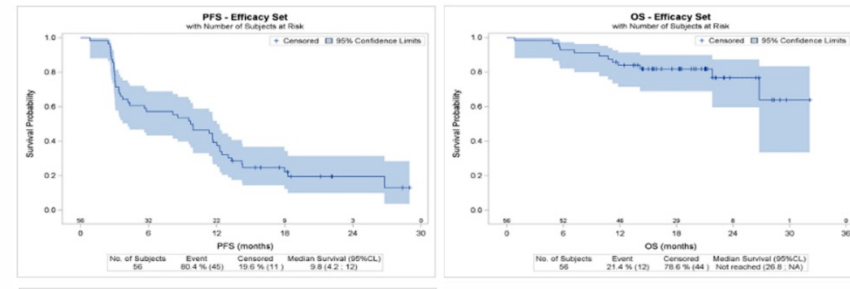 PFS - Efficacy Set
with Number of Subjects at Risk
+ Censored 95% Confidence Limits
Survival Probability
1.0
0.8
0.6
0.4
0.2
0.0
56 32 22 9 3 0
0 6 12 18 24 30
PFS (months)
No. of Subjects Event Censored Median Survival (95%CL)
56 80.4 % (45) 19.6 % (11 ) 9.8 (4.2 ; 12)
OS - Efficacy Set
with Number of Subjects at Risk
+ Censored 95% Confidence Limits
Survival Probability
1.0
0.8
0.6
0.4
0.2
0.0
56 52 46 29 8 1 0
0 6 12 18 24 30 36
OS (months)
No. of Subjects Event Censored Median Survival (95%CL)
56 21.4 % (12) 78.6 % (44 ) Not reached (26.8 ; NA)